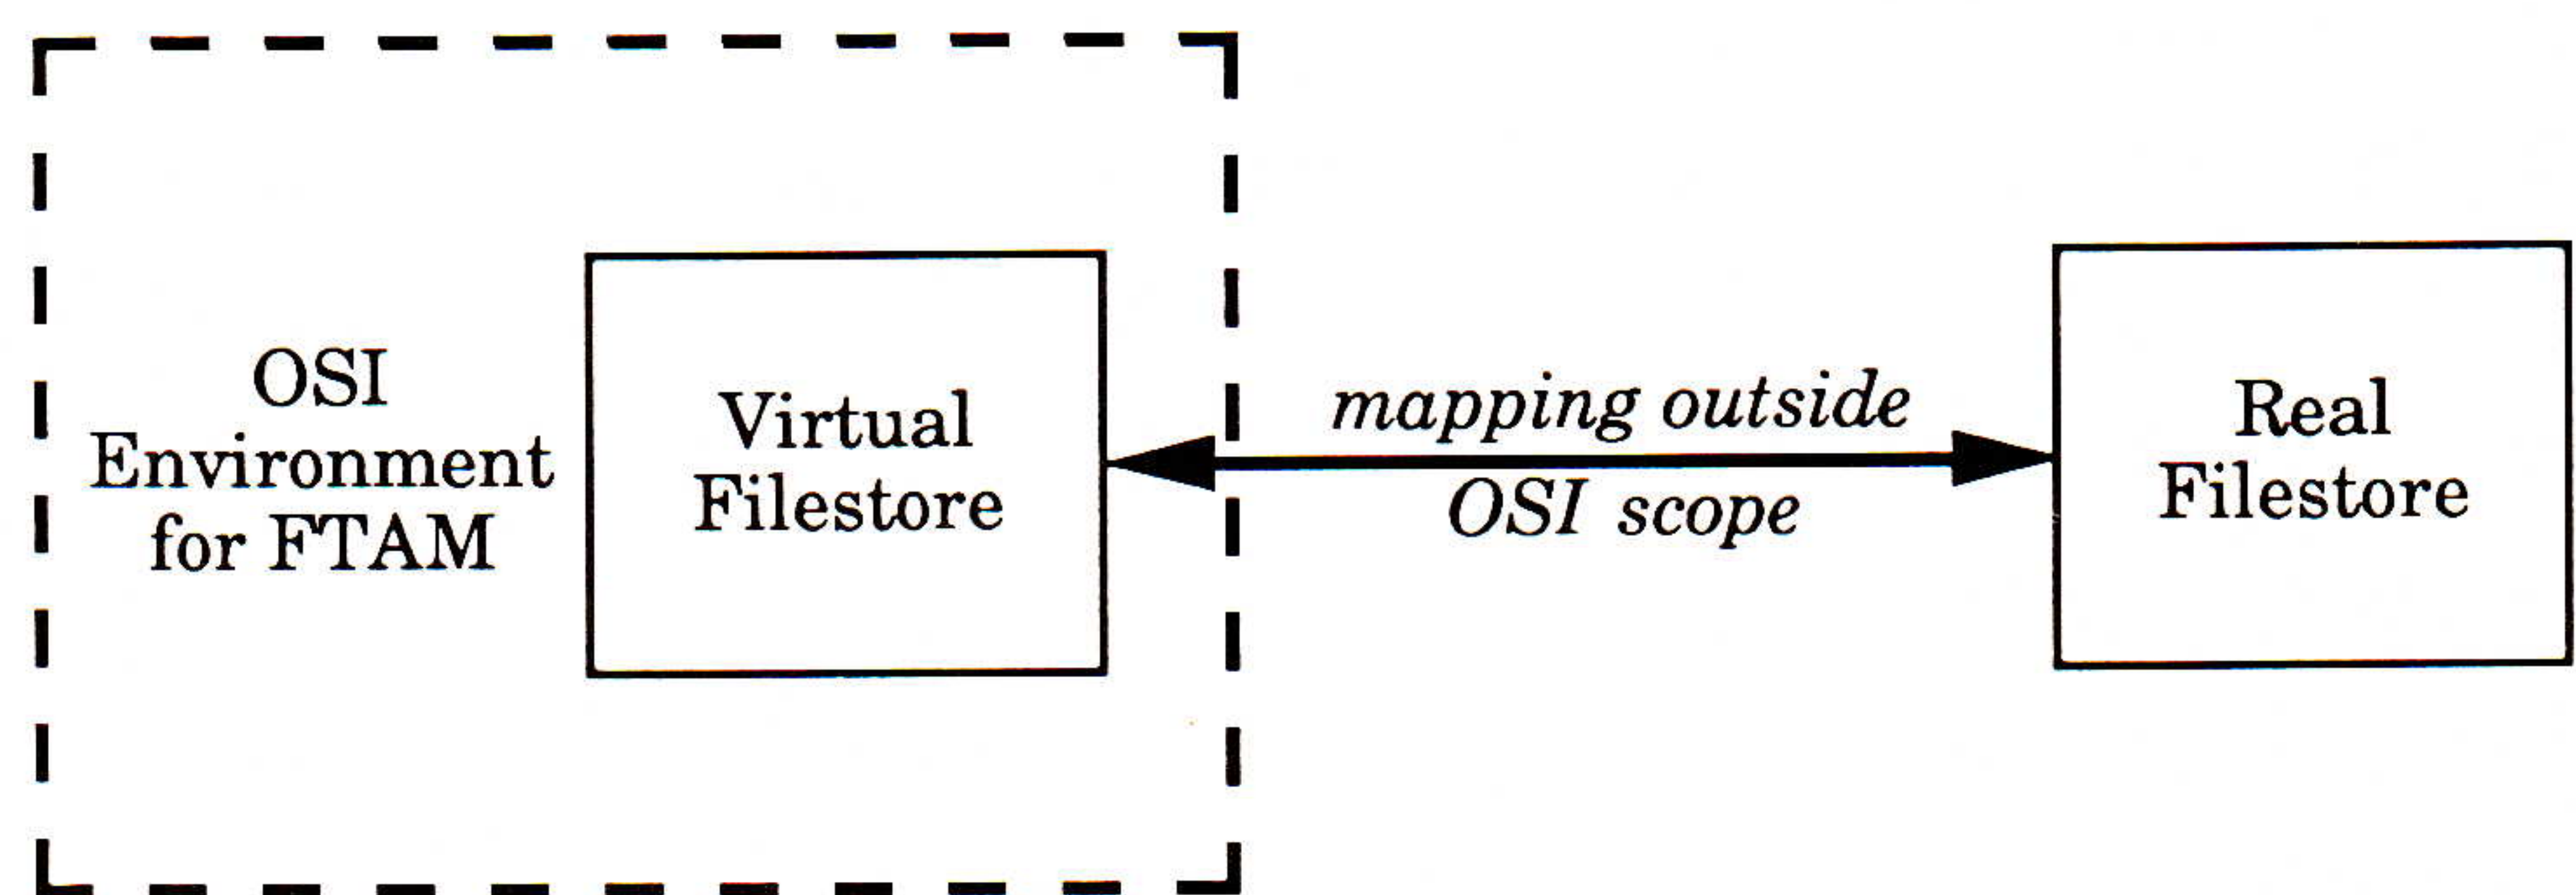 OSI
Environment
for FTAM
Virtual
Filestore
mapping outside
OSI scope
Real
Filestore